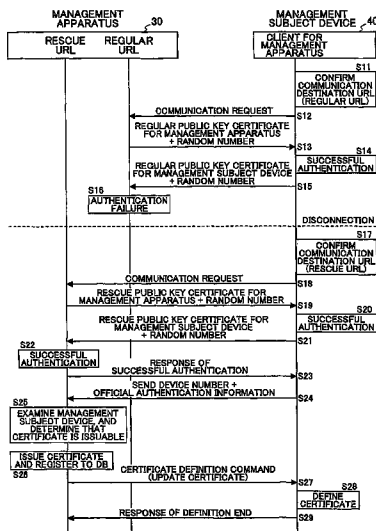 MANAGEMENT
APPARATUS
30
MANAGEMENT
SUBJECT DEVICE
40
RESCUE
URL
REGULAR
URL
CLIENT FOR
MANAGEMENT
APPARATUS
S11
CONFIRM
COMMUNICATION
DESTINATION URL
(REGULAR URL)
COMMUNICATION REQUEST
S12
REGULAR PUBLIC KEY CERTIFICATE
FOR MANAGEMENT APPARATUS
+ RANDOM NUMBER
S13
S14
SUCCESSFUL
AUTHENTICATION
REGULAR PUBLIC KEY CERTIFICATE
FOR MANAGEMENT SUBJECT DEVICE
+ RANDOM NUMBER
S15
S16
AUTHENTICATION
FAILURE
DISCONNECTION
S17
CONFIRM
COMMUNICATION
DESTINATION URL
(RESCUE URL)
COMMUNICATION REQUEST
S18
RESCUE PUBLIC KEY CERTIFICATE FOR
MANAGEMENT APPARATUS + RANDOM NUMBER
S19
S20
SUCCESSFUL
AUTHENTICATION
RESCUE PUBLIC KEY CERTIFICATE FOR
MANAGEMENT SUBJECT DEVICE
+ RANDOM NUMBER
S21
S22
SUCCESSFUL
AUTHENTICATION
RESPONSE OF
SUCCESSFUL AUTHENTICATION
S23
SEND DEVICE NUMBER +
OFFICIAL AUTHENTICATION INFORMATION
S24
S25
EXAMINE MANAGEMENT
SUBJECT DEVICE, AND
DETERMINE THAT
CERTIFICATE IS ISSUABLE
ISSUE CERTIFICATE
AND REGISTER TO DB
S26
CERTIFICATE DEFINITION COMMAND
(UPDATE CERTIFICATE)
S27
S28
DEFINE
CERTIFICATE
RESPONSE OF DEFINITION END
S29